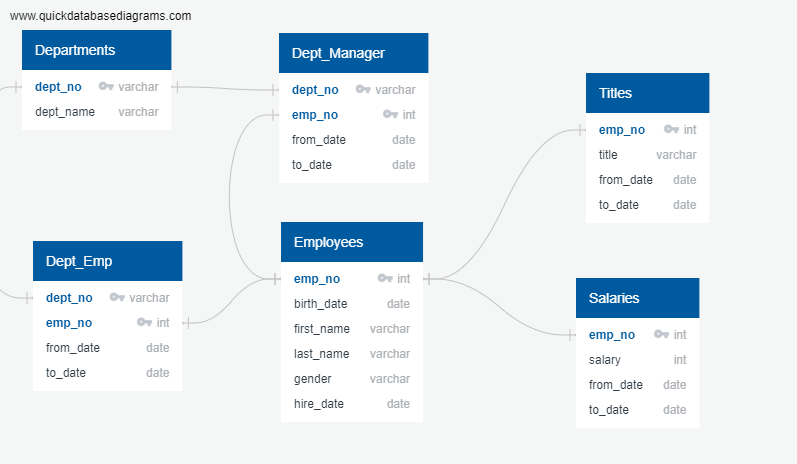 www.quickdatabasediagrams.com
Departments
dept_no varchar
dept_name varchar
Dept_Manager
dept_no varchar
emp_no int
from_date date
to_date date
Titles
emp_no int
title varchar
from_date date
to_date date
Dept_Emp
dept_no varchar
emp_no int
from_date date
to_date date
Employees
emp_no int
birth_date date
first_name varchar
last_name varchar
gender varchar
hire_date date
Salaries
emp_no int
salary int
from_date date
to_date date